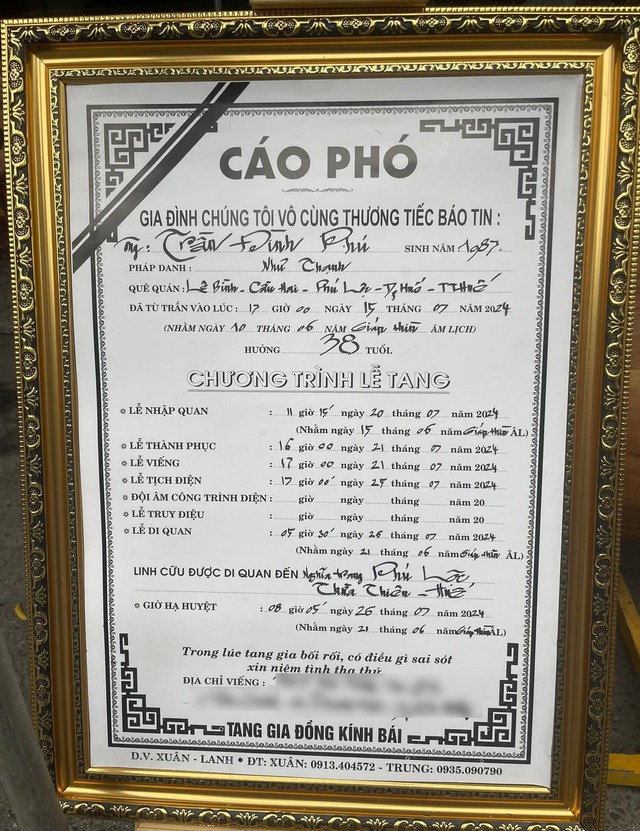 CÁO PHÓ
GIA ĐÌNH CHÚNG TÔI VÔ CÙNG THƯƠNG TIẾC BÁO TIN :
Ông : Trần Đình Phú SINH NĂM : 1987.
PHÁP DANH : Như Thạnh
QUÊ QUÁN : Lê Bình - Cầu Hai - Phú Lộc - TT Huế
ĐÃ TỪ TRẦN VÀO LÚC : 17 GIỜ 00 NGÀY 15 THÁNG 07 NĂM 2024
(NHẰM NGÀY 10 THÁNG 06 NĂM Giáp Thìn ÂM LỊCH)
HƯỞNG 38 TUỔI.
CHƯƠNG TRÌNH LỄ TANG
LỄ NHẬP QUAN : 11 giờ 15 ngày 20 tháng 07 năm 2024
(Nhằm ngày 15 tháng 06 năm Giáp Thìn ÂL)
LỄ THÀNH PHỤC : 16 giờ 00 ngày 21 tháng 07 năm 2024
LỄ VIẾNG : 17 giờ 00 ngày 21 tháng 07 năm 2024
LỄ TỊCH ĐIỆN : 17 giờ 00 ngày 25 tháng 07 năm 2024
ĐỘI ÂM CÔNG TRÌNH DIỆN : giờ ngày tháng năm 20
LỄ TRUY ĐIỆU : giờ ngày tháng năm 20
LỄ DI QUAN : 05 giờ 30 ngày 26 tháng 07 năm 2024
(Nhằm ngày 21 tháng 06 năm Giáp Thìn ÂL)
LINH CỮU ĐƯỢC DI QUAN ĐẾN Nghĩa trang Phú Lộc
Thừa Thiên - Huế
GIỜ HẠ HUYỆT : 08 giờ 05 ngày 26 tháng 07 năm 2024
(Nhằm ngày 21 tháng 06 năm Giáp Thìn ÂL)
Trong lúc tang gia bối rối, có điều gì sai sót
xin niệm tình tha thứ
ĐỊA CHỈ VIẾNG :
TANG GIA ĐỒNG KÍNH BÁI
D.V. XUÂN - LANH • ĐT: XUÂN: 0913.404572 - TRUNG: 0935.090790